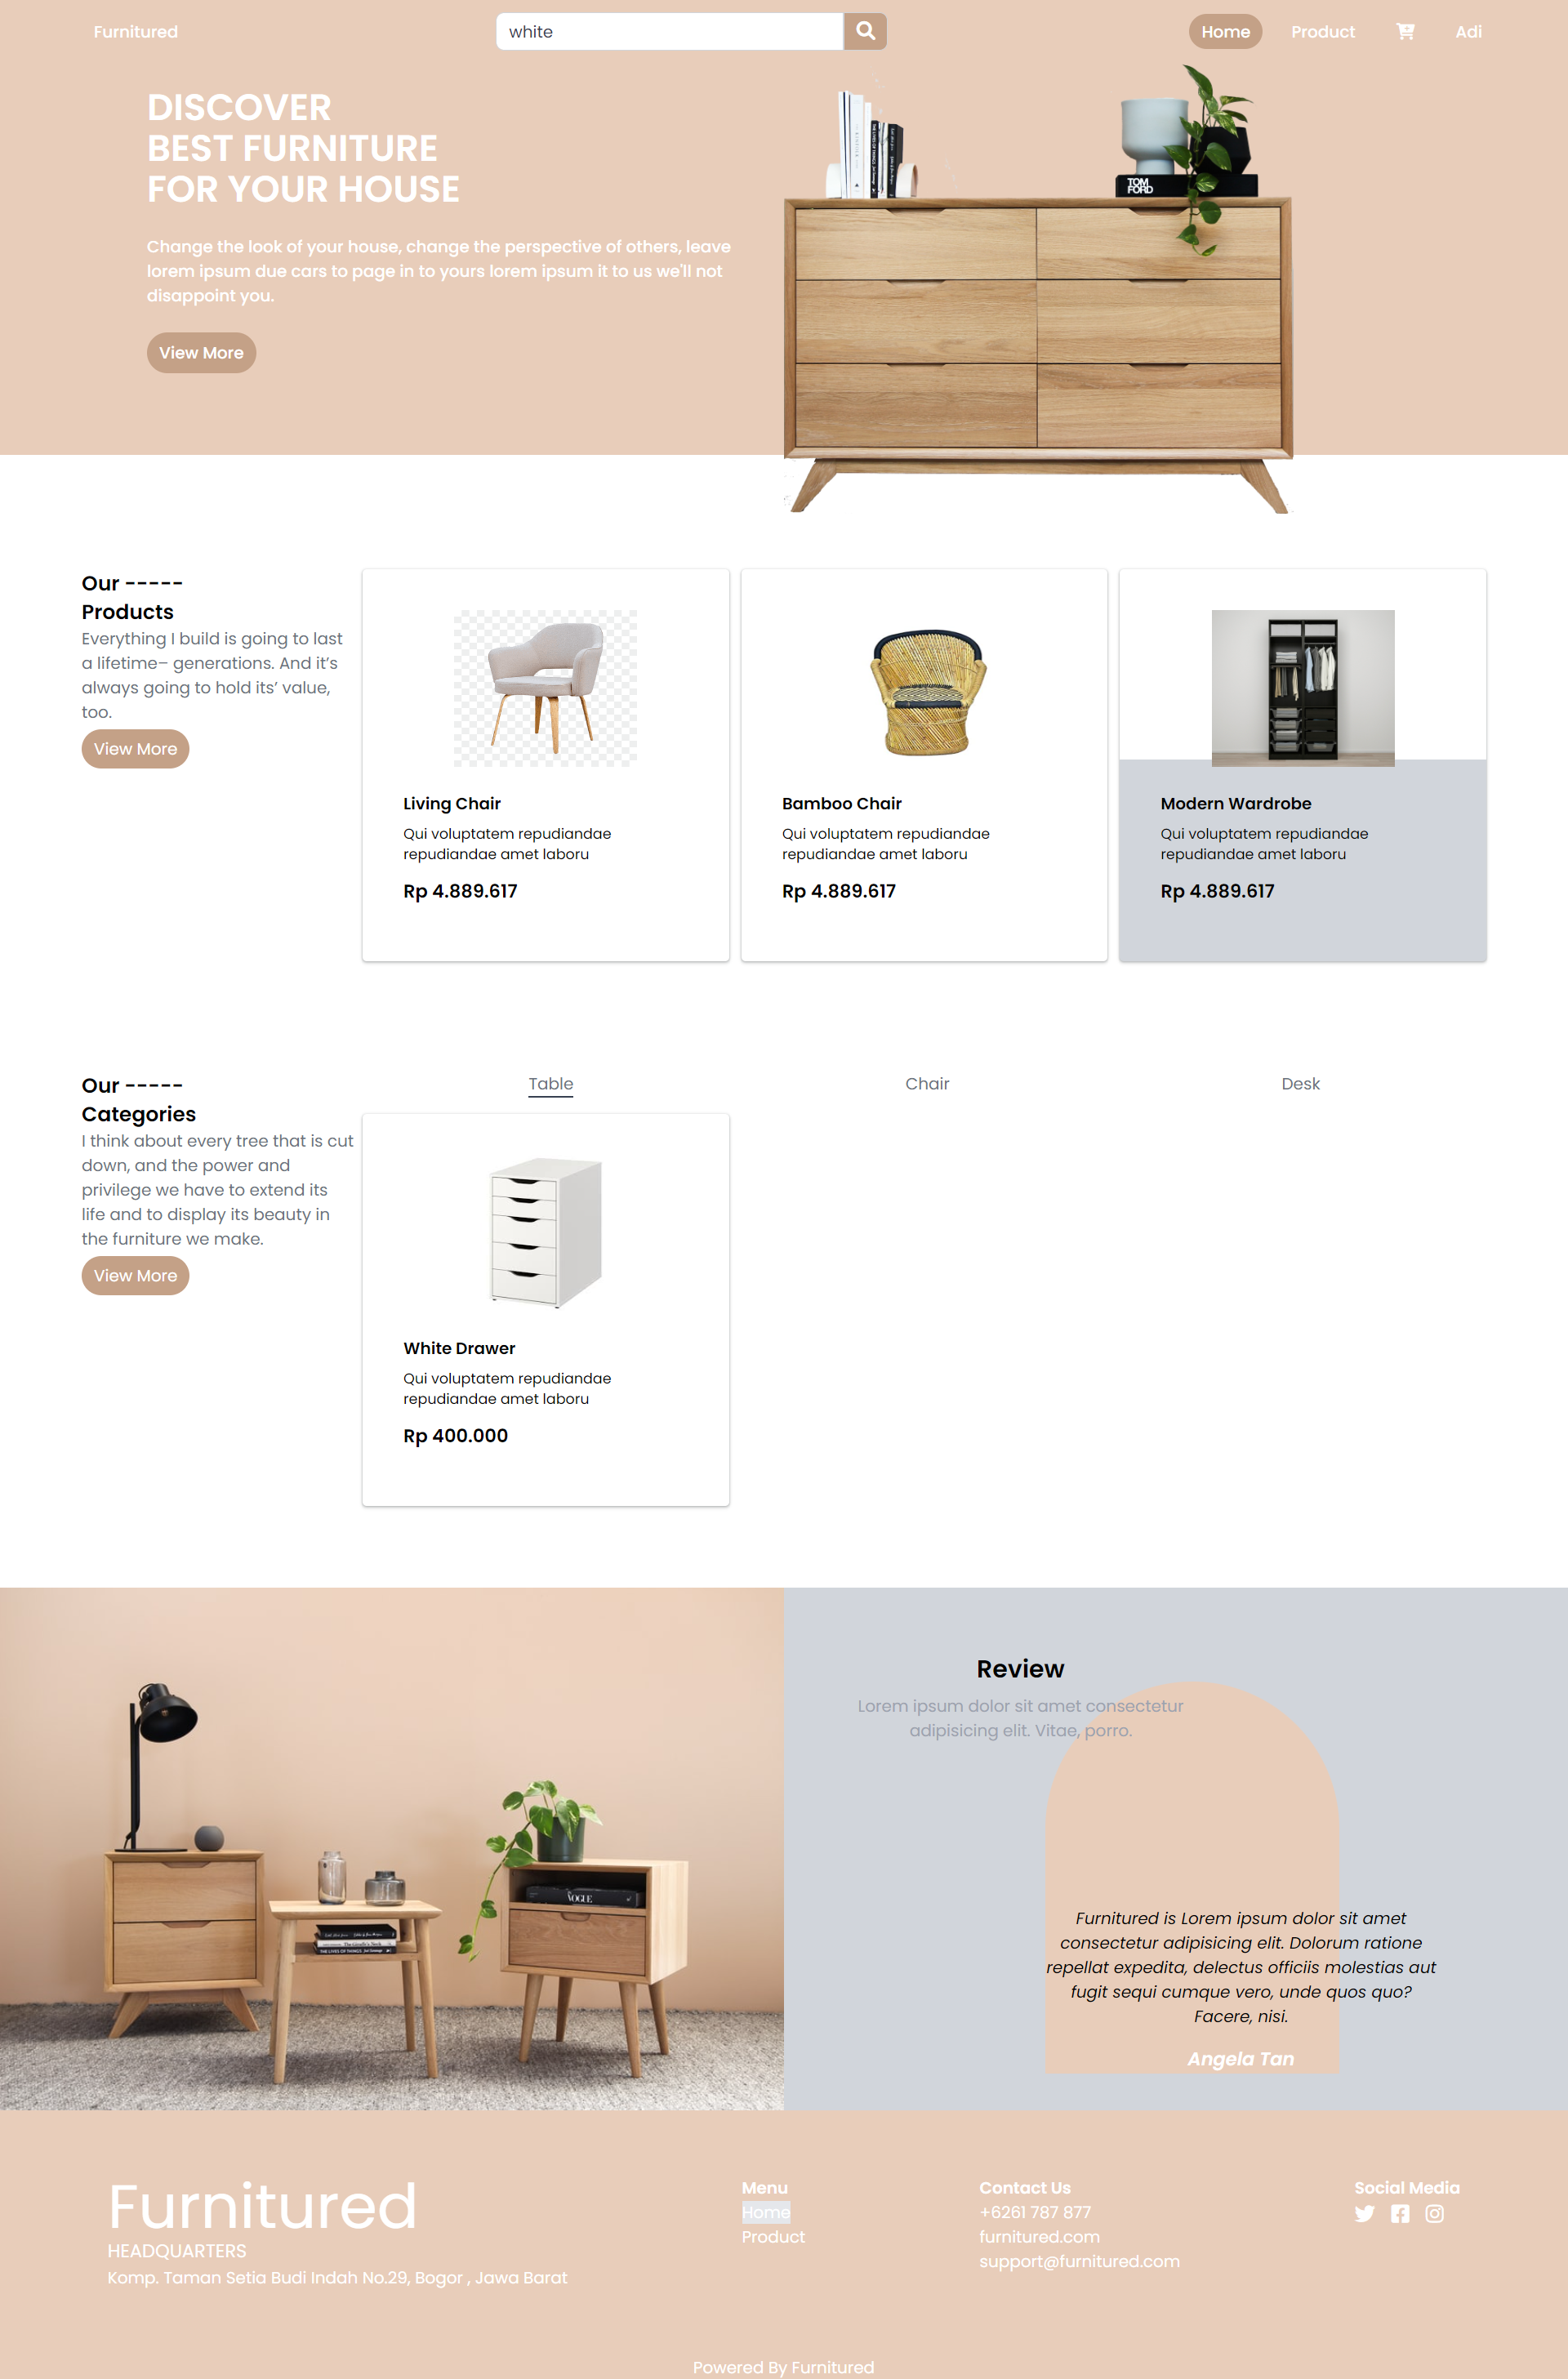 Furnitured
white
Home
Product
Adi
DISCOVER
BEST FURNITURE
FOR YOUR HOUSE
Change the look of your house, change the perspective of others, leave
lorem ipsum due cars to page in to yours lorem ipsum it to us we'll not
disappoint you.
View More
TOM
FORD
Our -----
Products
Everything I build is going to last
a lifetime– generations. And it’s
always going to hold its’ value,
too.
View More
Living Chair
Qui voluptatem repudiandae
repudiandae amet laboru
Rp 4.889.617
Bamboo Chair
Qui voluptatem repudiandae
repudiandae amet laboru
Rp 4.889.617
Modern Wardrobe
Qui voluptatem repudiandae
repudiandae amet laboru
Rp 4.889.617
Our -----
Categories
I think about every tree that is cut
down, and the power and
privilege we have to extend its
life and to display its beauty in
the furniture we make.
View More
Table
Chair
Desk
White Drawer
Qui voluptatem repudiandae
repudiandae amet laboru
Rp 400.000
VOGUE
THE LIVES OF THINGS
Review
Lorem ipsum dolor sit amet consectetur
adipisicing elit. Vitae, porro.
Furnitured is Lorem ipsum dolor sit amet
consectetur adipisicing elit. Dolorum ratione
repellat expedita, delectus officiis molestias aut
fugit sequi cumque vero, unde quos quo?
Facere, nisi.
Angela Tan
Furnitured
HEADQUARTERS
Komp. Taman Setia Budi Indah No.29, Bogor , Jawa Barat
Menu
Home
Product
Contact Us
+6261 787 877
furnitured.com
support@furnitured.com
Social Media
Powered By Furnitured